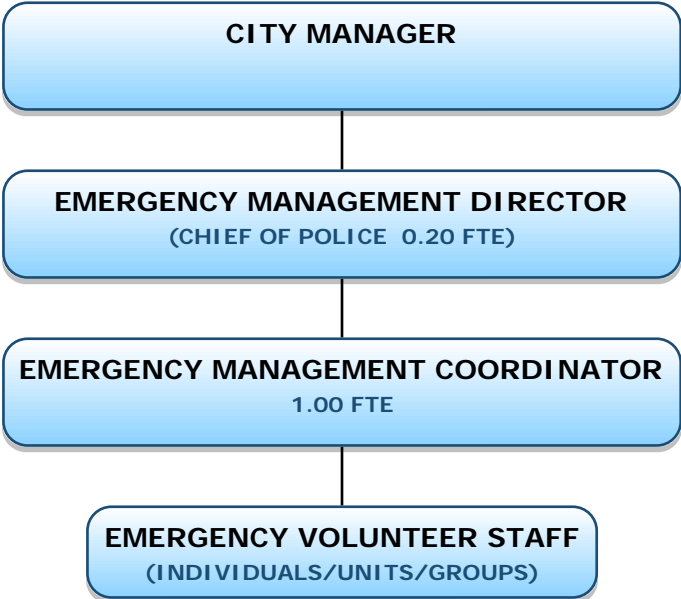 CITY MANAGER
EMERGENCY MANAGEMENT DIRECTOR
(CHIEF OF POLICE 0.20 FTE)
EMERGENCY MANAGEMENT COORDINATOR
1.00 FTE
EMERGENCY VOLUNTEER STAFF
(INDIVIDUALS/UNITS/GROUPS)